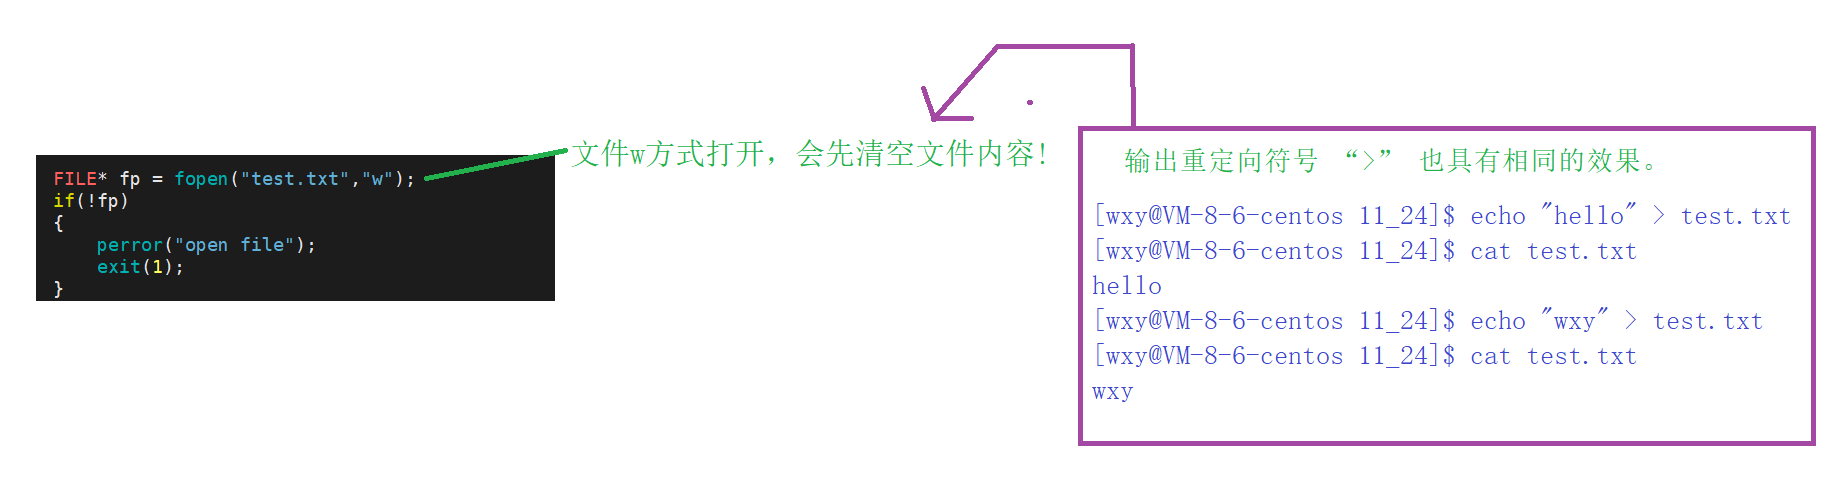 FILE* fp = fopen("test.txt","w");
if(!fp)
{
    perror("open file");
    exit(1);
}
文件w方式打开，会先清空文件内容!
输出重定向符号 “>” 也具有相同的效果。
[wxy@VM-8-6-centos 11_24]$ echo "hello" > test.txt
[wxy@VM-8-6-centos 11_24]$ cat test.txt
hello
[wxy@VM-8-6-centos 11_24]$ echo "wxy" > test.txt
[wxy@VM-8-6-centos 11_24]$ cat test.txt
wxy